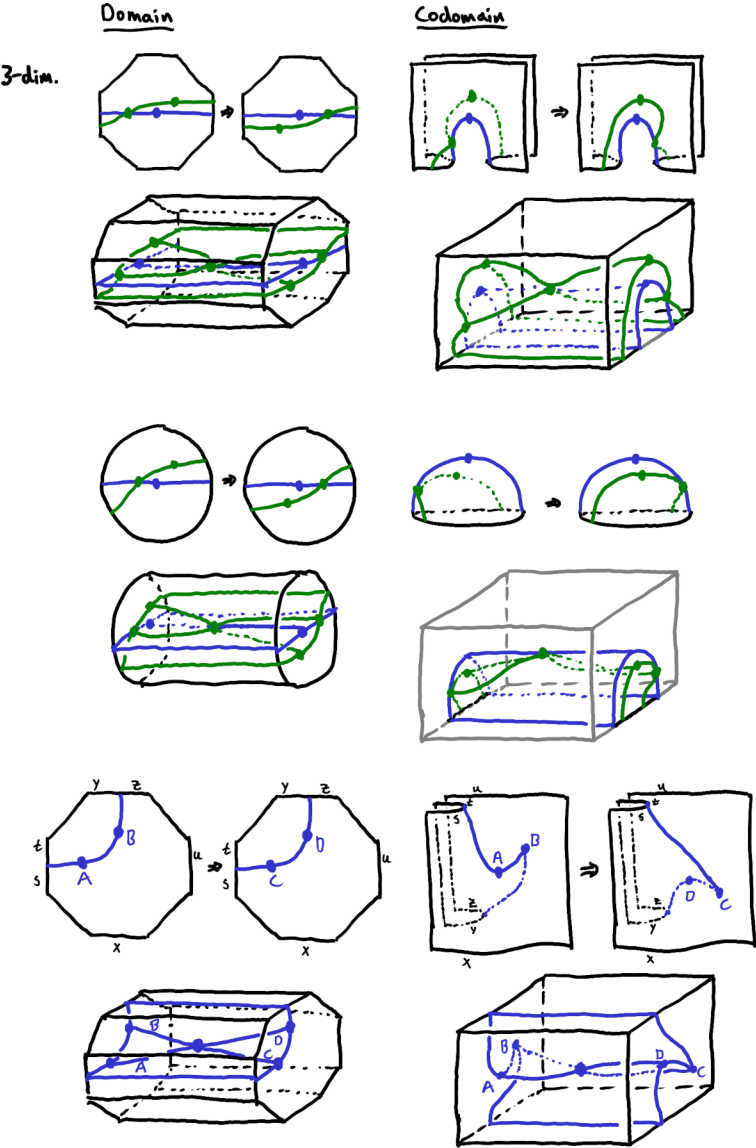 Domain Codomain
3-dim.
⇒ ⇒
⇒ ⇒
y z y z u u
t t s t s t
B D B
A ⇒ C A ⇒ D C
s u s u z y z y
x x x x
B D B D
A C A C